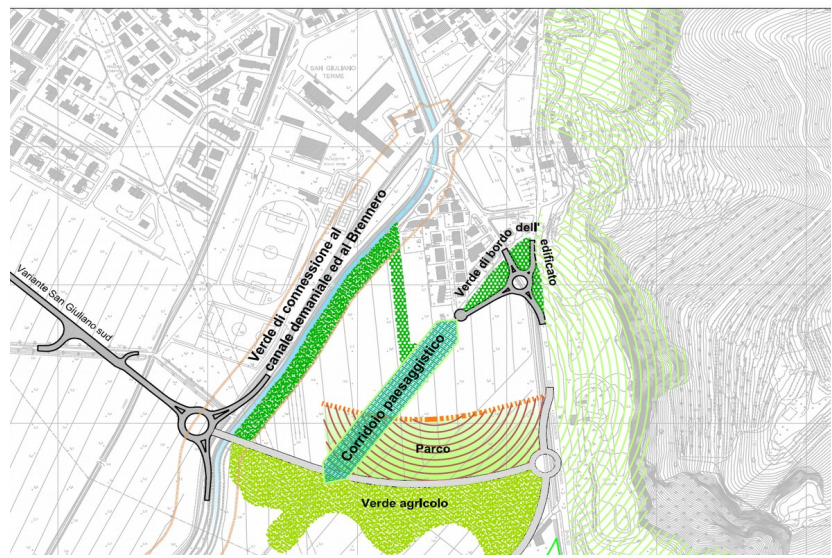 SAN GIULIANO
TERME
Verde di connessione al
canale demaniale ed al Brennero
Verde di bordo dell' edificato
Variante San Giuliano sud
Corridoio paesaggistico
Parco
Verde agricolo